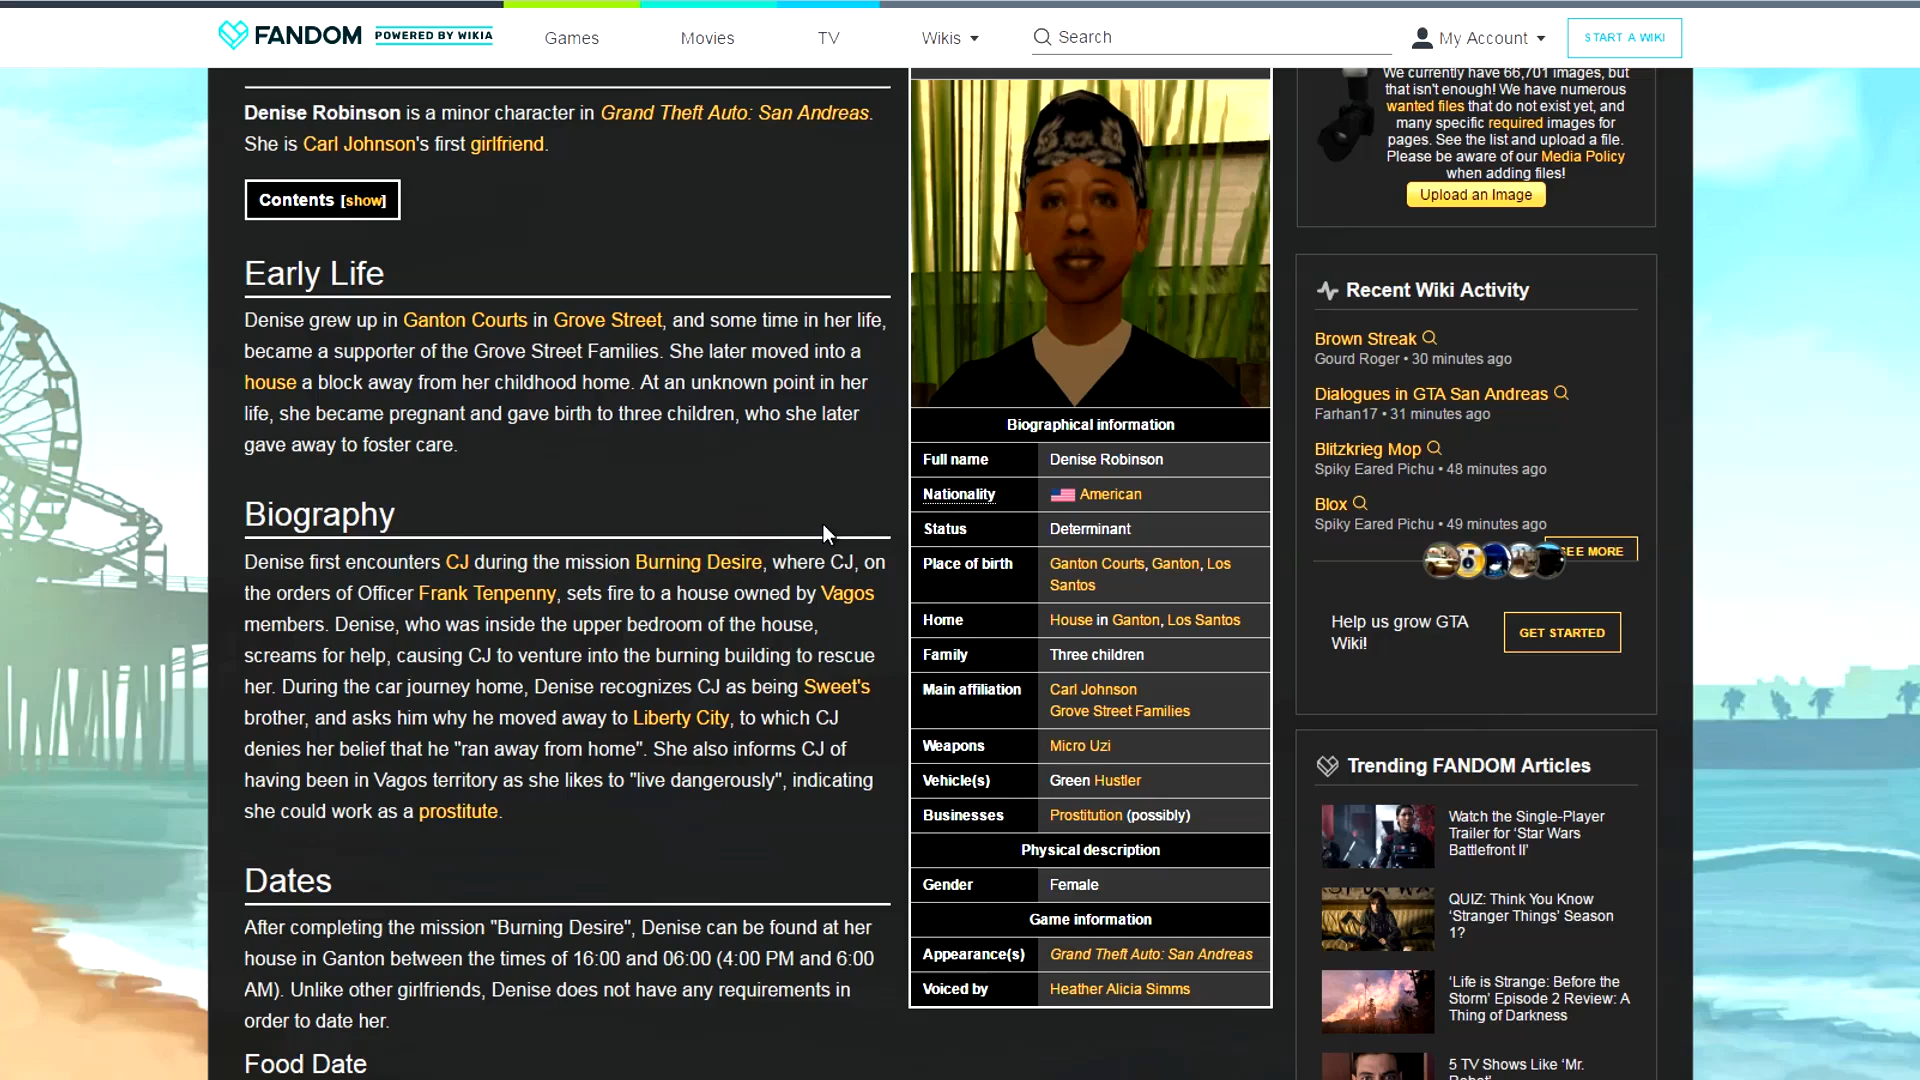 FANDOM POWERED BY WIKIA
Games
Movies
TV
Wikis
Search
My Account
START A WIKI
Denise Robinson is a minor character in Grand Theft Auto: San Andreas.
She is Carl Johnson's first girlfriend.
Contents [show]
Early Life
Denise grew up in Ganton Courts in Grove Street, and some time in her life,
became a supporter of the Grove Street Families. She later moved into a
house a block away from her childhood home. At an unknown point in her
life, she became pregnant and gave birth to three children, who she later
gave away to foster care.
Biography
Denise first encounters CJ during the mission Burning Desire, where CJ, on
the orders of Officer Frank Tenpenny, sets fire to a house owned by Vagos
members. Denise, who was inside the upper bedroom of the house,
screams for help, causing CJ to venture into the burning building to rescue
her. During the car journey home, Denise recognizes CJ as being Sweet's
brother, and asks him why he moved away to Liberty City, to which CJ
denies her belief that he "ran away from home". She also informs CJ of
having been in Vagos territory as she likes to "live dangerously", indicating
she could work as a prostitute.
Dates
After completing the mission "Burning Desire", Denise can be found at her
house in Ganton between the times of 16:00 and 06:00 (4:00 PM and 6:00
AM). Unlike other girlfriends, Denise does not have any requirements in
order to date her.
Food Date
Biographical information
Full name Denise Robinson
Nationality American
Status Determinant
Place of birth Ganton Courts, Ganton, Los
Santos
Home House in Ganton, Los Santos
Family Three children
Main affiliation Carl Johnson
Grove Street Families
Weapons Micro Uzi
Vehicle(s) Green Hustler
Businesses Prostitution (possibly)
Physical description
Gender Female
Game information
Appearance(s) Grand Theft Auto: San Andreas
Voiced by Heather Alicia Simms
We currently have 66,701 images, but
that isn't enough! We have numerous
wanted files that do not exist yet, and
many specific required images for
pages. See the list and upload a file.
Please be aware of our Media Policy
when adding files!
Upload an Image
Recent Wiki Activity
Brown Streak
Gourd Roger • 30 minutes ago
Dialogues in GTA San Andreas
Farhan17 • 31 minutes ago
Blitzkrieg Mop
Spiky Eared Pichu • 48 minutes ago
Blox
Spiky Eared Pichu • 49 minutes ago
SEE MORE
Help us grow GTA
Wiki!
GET STARTED
Trending FANDOM Articles
Watch the Single-Player
Trailer for ‘Star Wars
Battlefront II’
QUIZ: Think You Know
‘Stranger Things’ Season
1?
‘Life is Strange: Before the
Storm’ Episode 2 Review: A
Thing of Darkness
5 TV Shows Like ‘Mr.